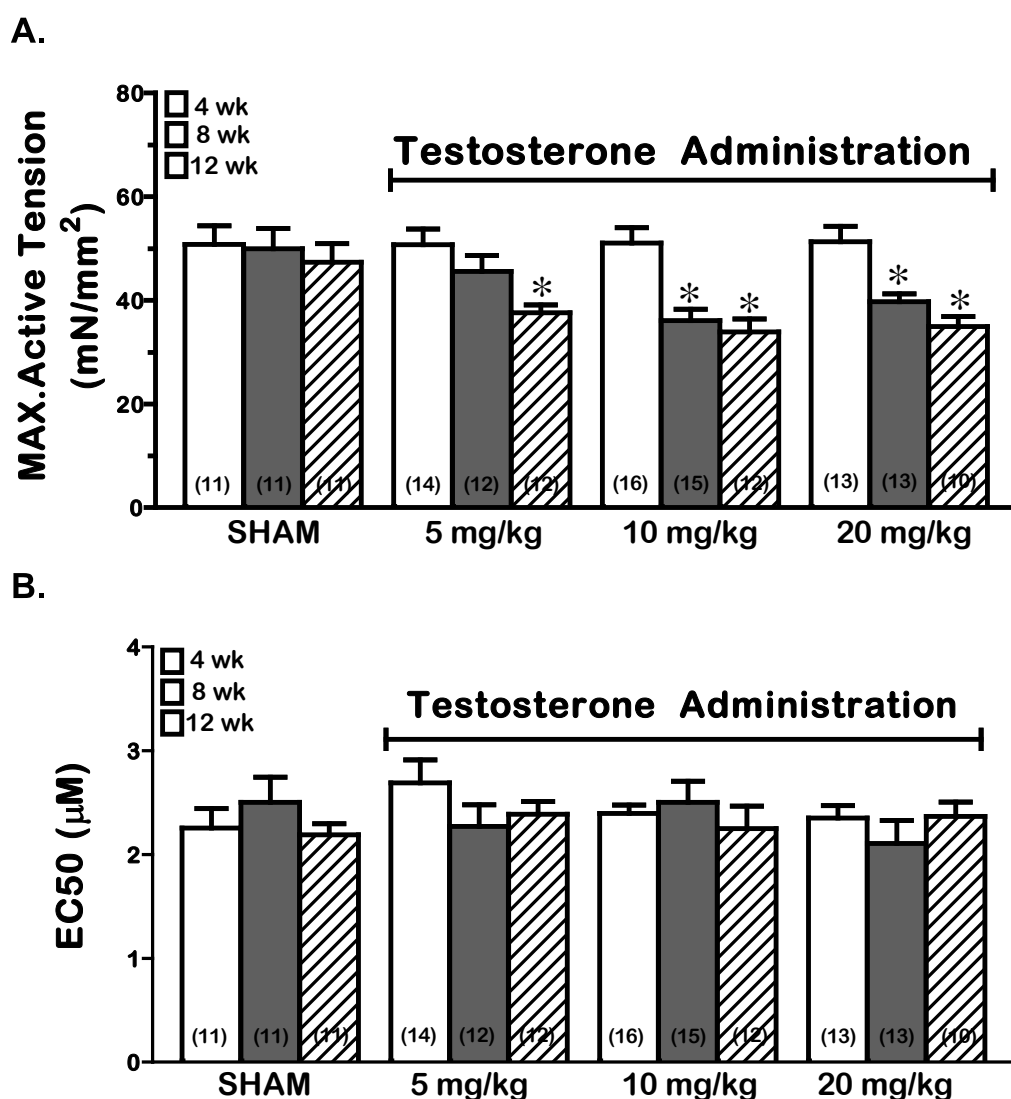 A.
MAX.Active Tension
(mN/mm²)
80
60
40
20
0
4 wk
8 wk
12 wk
Testosterone Administration
* * * * *
(11) (11) (11) (14) (12) (12) (16) (15) (12) (13) (13) (10)
SHAM 5 mg/kg 10 mg/kg 20 mg/kg
B.
EC50 (μM)
4
3
2
1
0
4 wk
8 wk
12 wk
Testosterone Administration
(11) (11) (11) (14) (12) (12) (16) (15) (12) (13) (13) (10)
SHAM 5 mg/kg 10 mg/kg 20 mg/kg